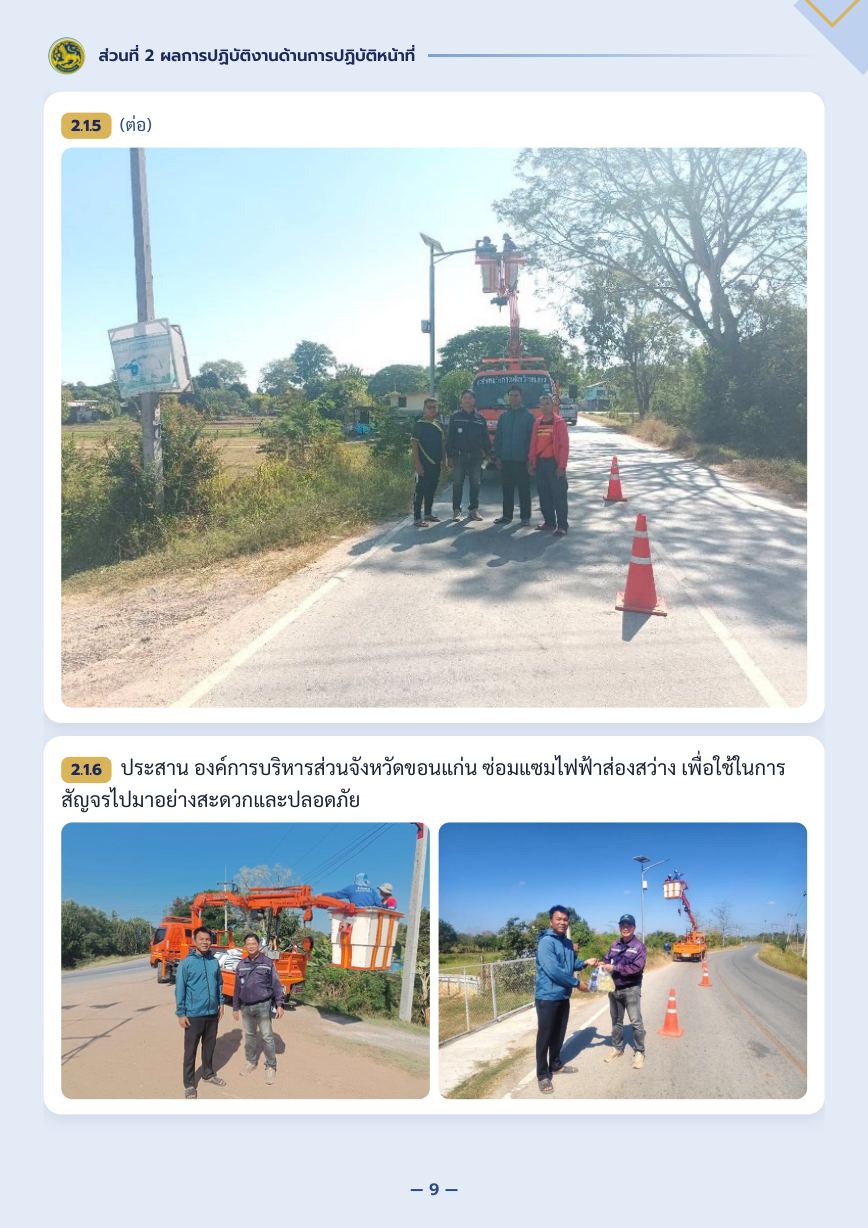 ส่วนที่ 2 ผลการปฏิบัติงานด้านการปฏิบัติหน้าที่
2.1.5 (ต่อ)
2.1.6 ประสาน องค์การบริหารส่วนจังหวัดขอนแก่น ซ่อมแซมไฟฟ้าส่องสว่าง เพื่อใช้ในการ
สัญจรไปมาอย่างสะดวกและปลอดภัย
— 9 —